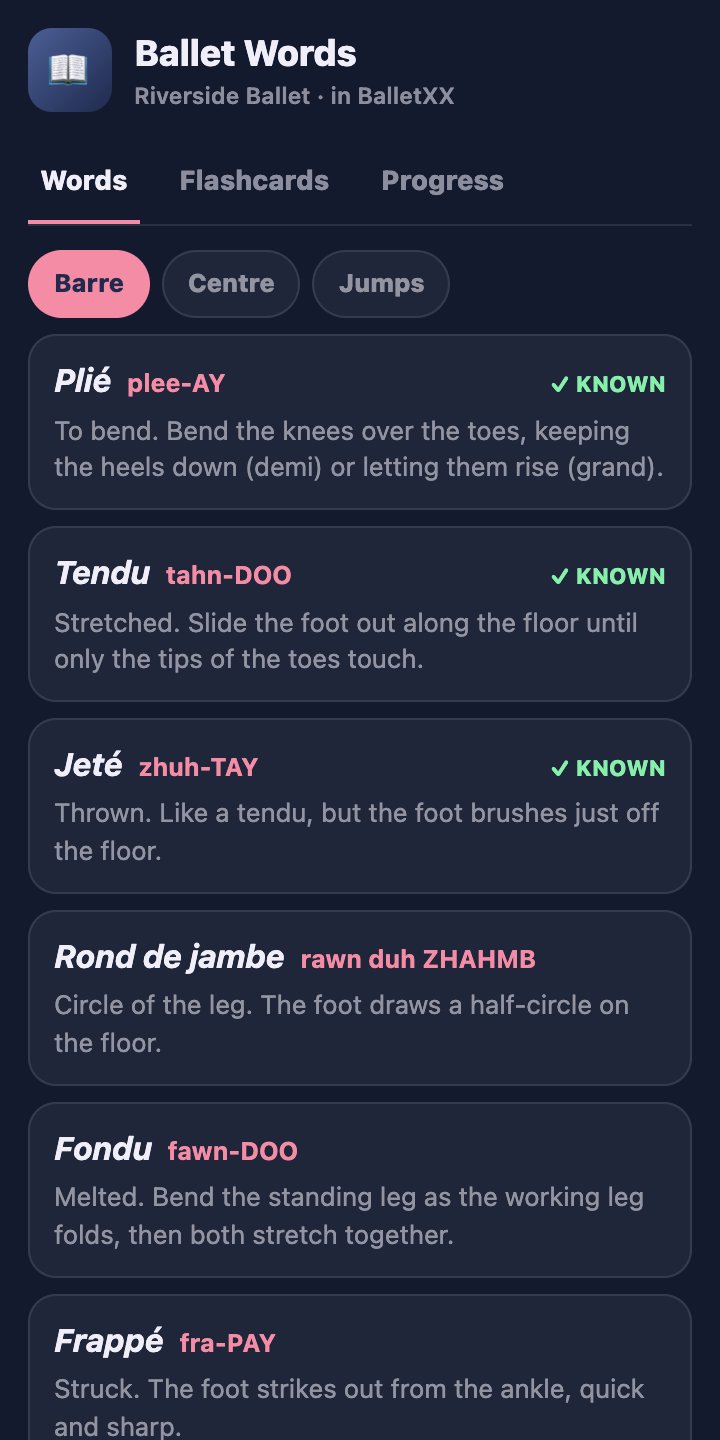 Ballet Words
Riverside Ballet · in BalletXX
Words Flashcards Progress
Barre Centre Jumps
Plié plee-AY ✓ KNOWN
To bend. Bend the knees over the toes, keeping
the heels down (demi) or letting them rise (grand).
Tendu tahn-DOO ✓ KNOWN
Stretched. Slide the foot out along the floor until
only the tips of the toes touch.
Jeté zhuh-TAY ✓ KNOWN
Thrown. Like a tendu, but the foot brushes just off
the floor.
Rond de jambe rawn duh ZHAHMB
Circle of the leg. The foot draws a half-circle on
the floor.
Fondu fawn-DOO
Melted. Bend the standing leg as the working leg
folds, then both stretch together.
Frappé fra-PAY
Struck. The foot strikes out from the ankle, quick
and sharp.